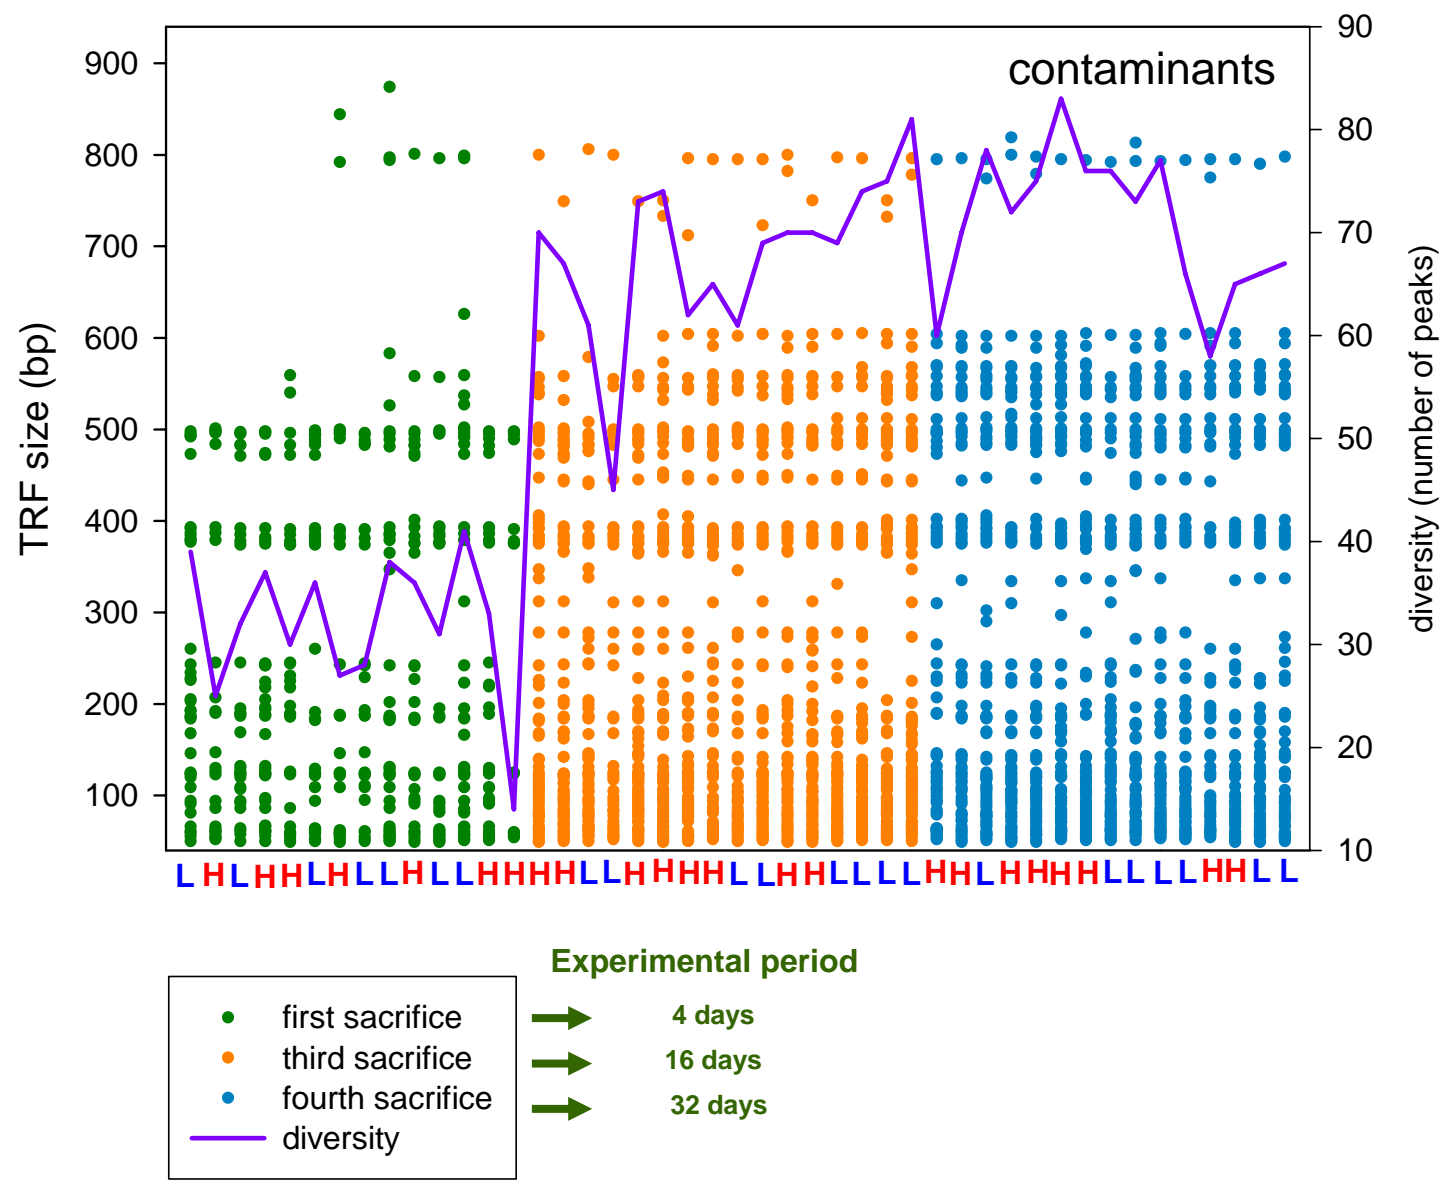 contaminants
900
800
700
600
500
400
300
200
100
TRF size (bp)
90
80
70
60
50
40
30
20
10
diversity (number of peaks)
L H L H H L H L L H L L H H H H L L H H H H L L H H L L L L H H L H H H H L L L L H H L L
Experimental period
first sacrifice 4 days
third sacrifice 16 days
fourth sacrifice 32 days
diversity